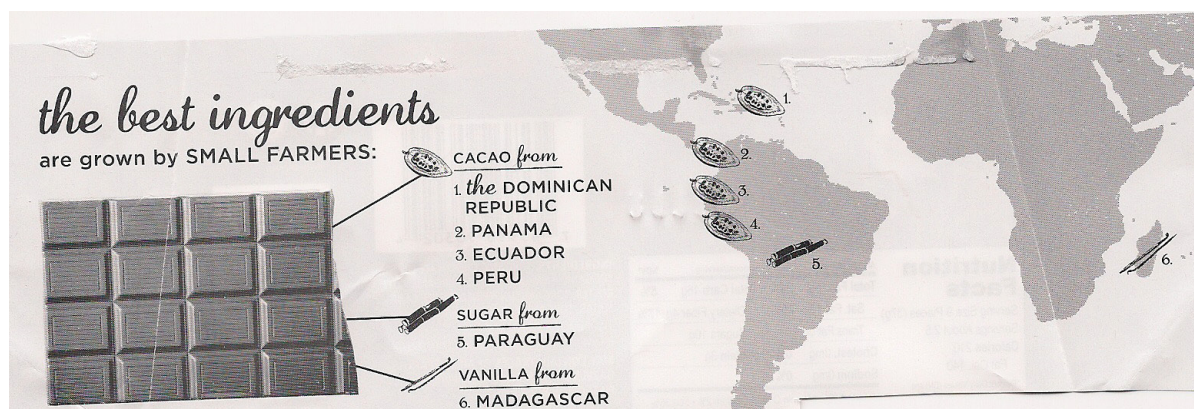 the best ingredients
are grown by SMALL FARMERS:
CACAO from
1. the DOMINICAN
REPUBLIC
2. PANAMA
3. ECUADOR
4. PERU
SUGAR from
5. PARAGUAY
VANILLA from
6. MADAGASCAR
1.
2.
3.
4.
5.
6.
Nutrition
Facts